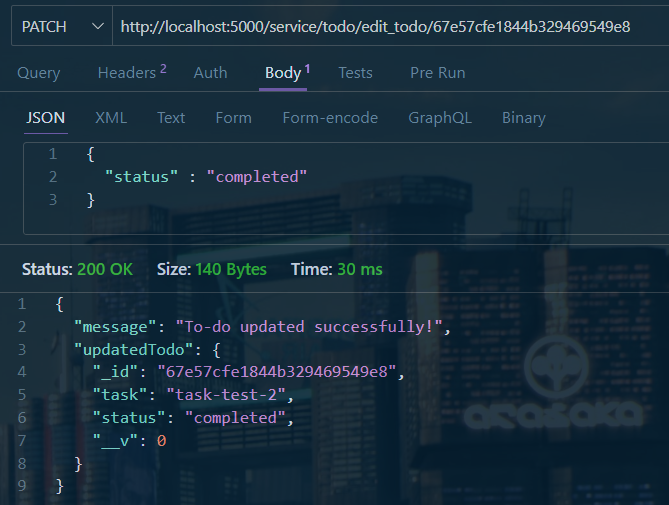 PATCH http://localhost:5000/service/todo/edit_todo/67e57cfe1844b329469549e8
Query Headers 2 Auth Body 1 Tests Pre Run
JSON XML Text Form Form-encode GraphQL Binary
1 {
2 "status" : "completed"
3 }
Status: 200 OK Size: 140 Bytes Time: 30 ms
1 {
2 "message": "To-do updated successfully!",
3 "updatedTodo": {
4 "_id": "67e57cfe1844b329469549e8",
5 "task": "task-test-2",
6 "status": "completed",
7 "__v": 0
8 }
9 }
arasaka